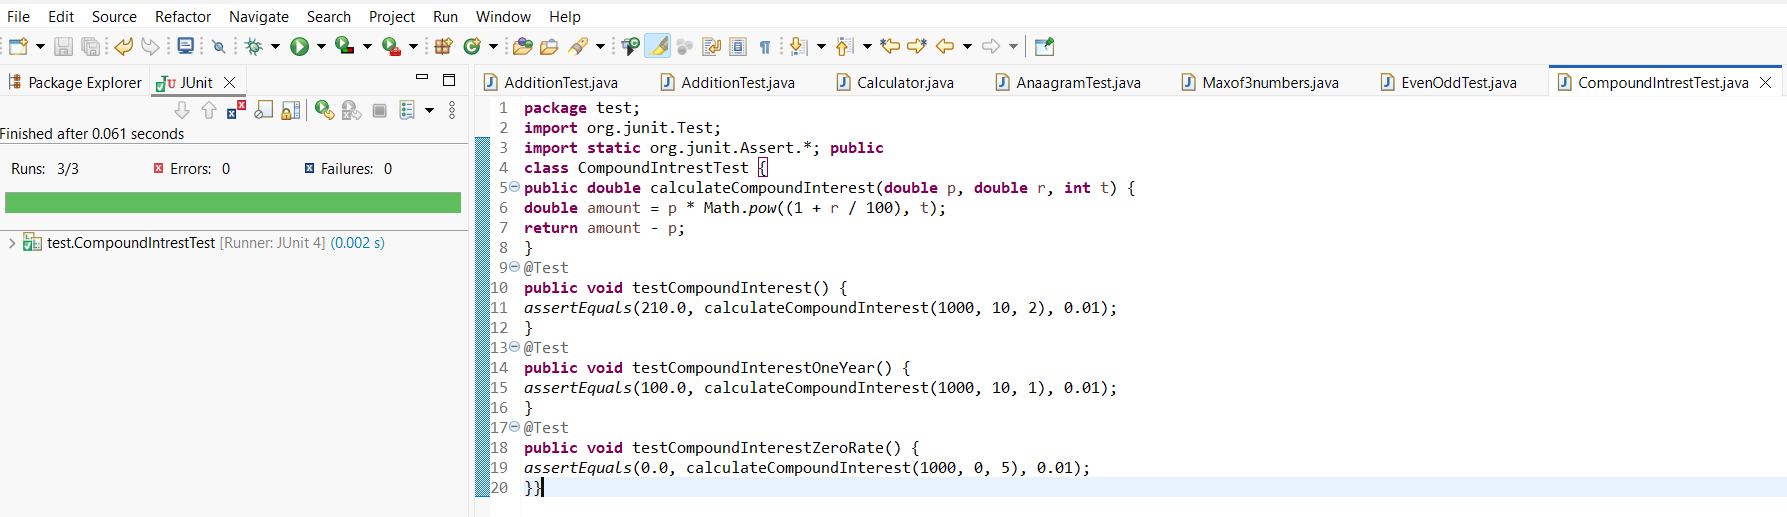 File Edit Source Refactor Navigate Search Project Run Window Help
Package Explorer JUnit
Finished after 0.061 seconds
Runs: 3/3 Errors: 0 Failures: 0
test.CompoundIntrestTest [Runner: JUnit 4] (0.002 s)
AdditionTest.java AdditionTest.java Calculator.java AnaagramTest.java Maxof3numbers.java EvenOddTest.java CompoundIntrestTest.java
1 package test;
2 import org.junit.Test;
3 import static org.junit.Assert.*; public
4 class CompoundIntrestTest {
5 public double calculateCompoundInterest(double p, double r, int t) {
6 double amount = p * Math.pow((1 + r / 100), t);
7 return amount - p;
8 }
9 @Test
10 public void testCompoundInterest() {
11 assertEquals(210.0, calculateCompoundInterest(1000, 10, 2), 0.01);
12 }
13 @Test
14 public void testCompoundInterestOneYear() {
15 assertEquals(100.0, calculateCompoundInterest(1000, 10, 1), 0.01);
16 }
17 @Test
18 public void testCompoundInterestZeroRate() {
19 assertEquals(0.0, calculateCompoundInterest(1000, 0, 5), 0.01);
20 }}